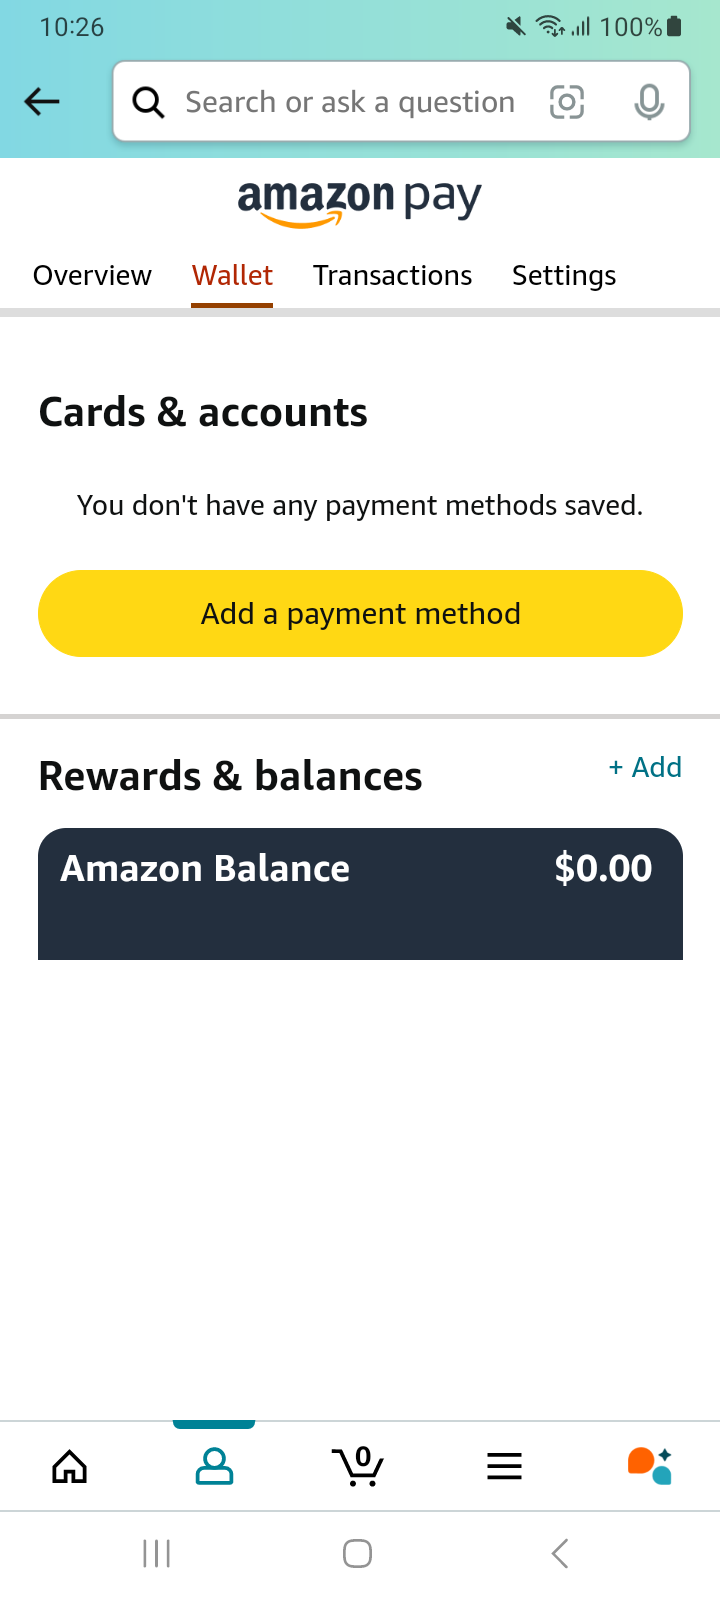 10:26
100%
Search or ask a question
amazon pay
Overview Wallet Transactions Settings
Cards & accounts
You don't have any payment methods saved.
Add a payment method
Rewards & balances
+ Add
Amazon Balance $0.00
0